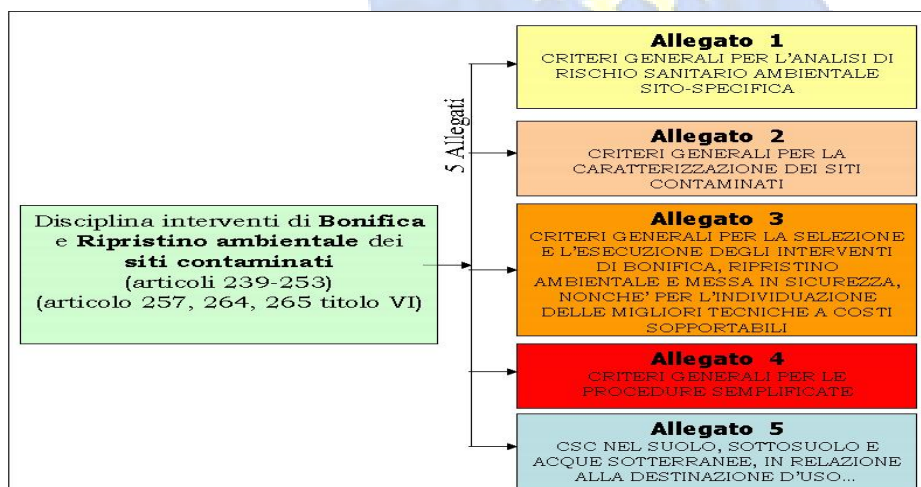 Disciplina interventi di Bonifica
e Ripristino ambientale dei
siti contaminati
(articoli 239-253)
(articolo 257, 264, 265 titolo VI)
5 Allegati
Allegato 1
CRITERI GENERALI PER L'ANALISI DI
RISCHIO SANITARIO AMBIENTALE
SITO-SPECIFICA
Allegato 2
CRITERI GENERALI PER LA
CARATTERIZZAZIONE DEI SITI
CONTAMINATI
Allegato 3
CRITERI GENERALI PER LA SELEZIONE
E L'ESECUZIONE DEGLI INTERVENTI
DI BONIFICA, RIPRISTINO
AMBIENTALE E MESSA IN SICUREZZA,
NONCHE' PER L'INDIVIDUAZIONE
DELLE MIGLIORI TECNICHE A COSTI
SOPPORTABILI
Allegato 4
CRITERI GENERALI PER LE
PROCEDURE SEMPLIFICATE
Allegato 5
CSC NEL SUOLO, SOTTOSUOLO E
ACQUE SOTTERRANEE, IN RELAZIONE
ALLA DESTINAZIONE D'USO...